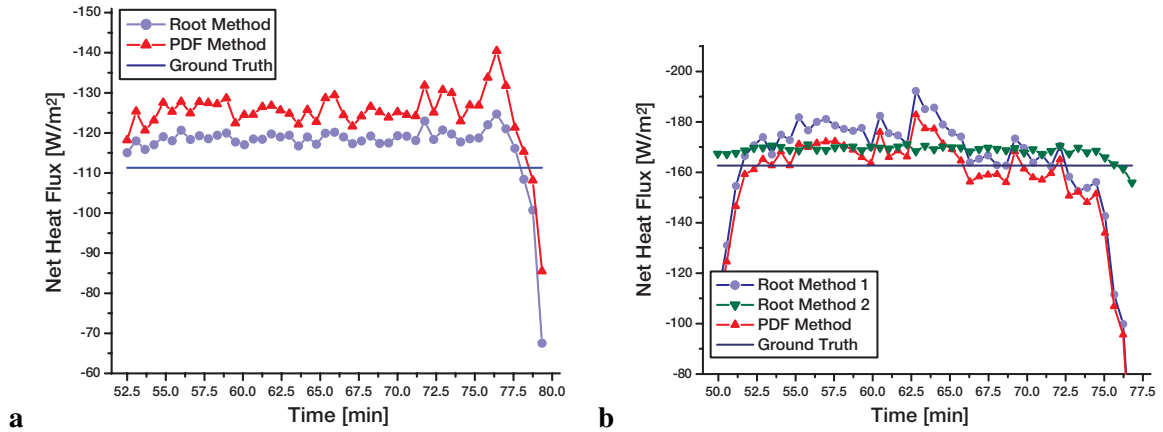 Net Heat Flux [W/m²]
-150
-140
-130
-120
-110
-100
-90
-80
-70
-60
Root Method
PDF Method
Ground Truth
52.5 55.0 57.5 60.0 62.5 65.0 67.5 70.0 72.5 75.0 77.5 80.0
Time [min]
a
Net Heat Flux [W/m²]
-200
-180
-160
-140
-120
-100
-80
Root Method 1
Root Method 2
PDF Method
Ground Truth
50.0 52.5 55.0 57.5 60.0 62.5 65.0 67.5 70.0 72.5 75.0 77.5
Time [min]
b